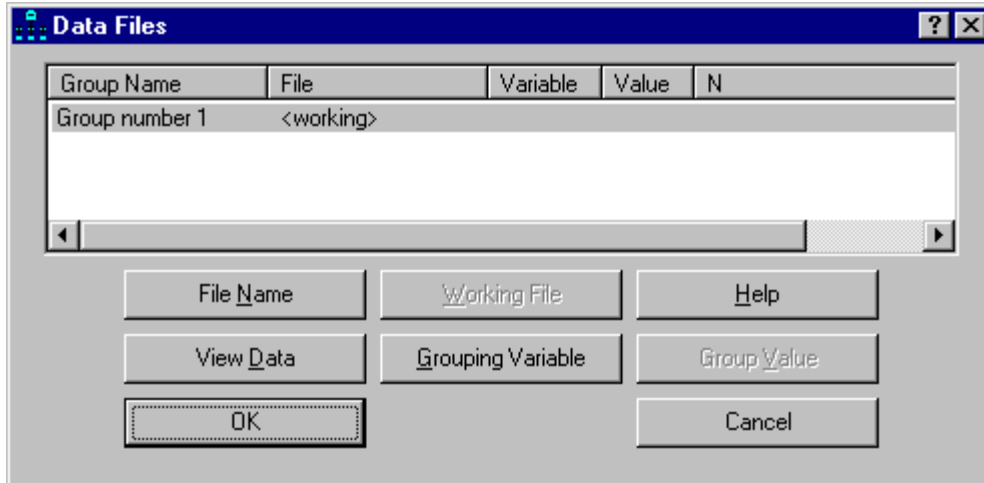 Data Files
Group Name File Variable Value N
Group number 1 <working>
File Name Working File Help
View Data Grouping Variable Group Value
OK Cancel